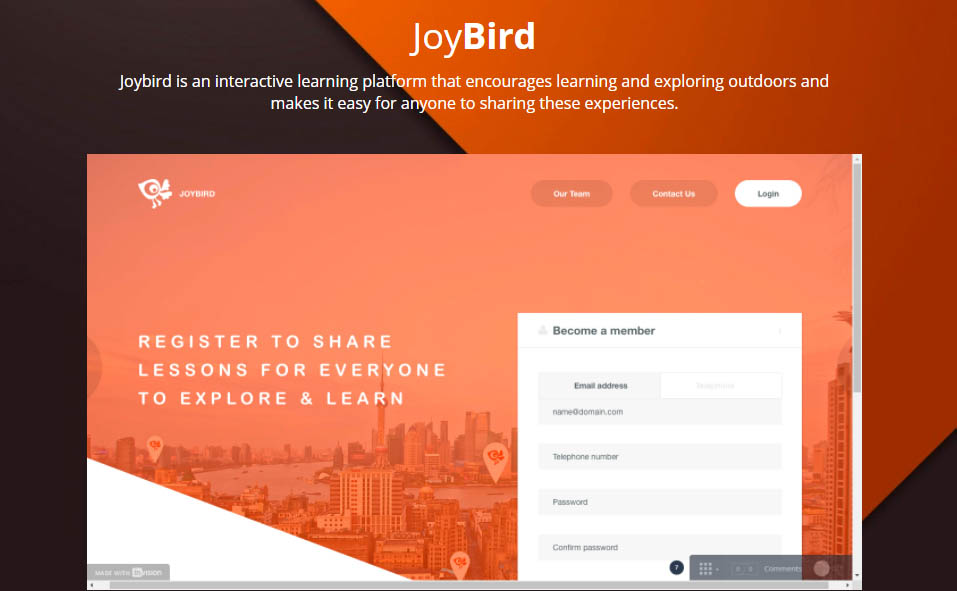 JoyBird
Joybird is an interactive learning platform that encourages learning and exploring outdoors and
makes it easy for anyone to sharing these experiences.
JOYBIRD
Our Team
Contact Us
Login
REGISTER TO SHARE
LESSONS FOR EVERYONE
TO EXPLORE & LEARN
Become a member
Email address
Telephone
name@domain.com
Telephone number
Password
Confirm password
MADE WITH invision
?
0
0
Comments